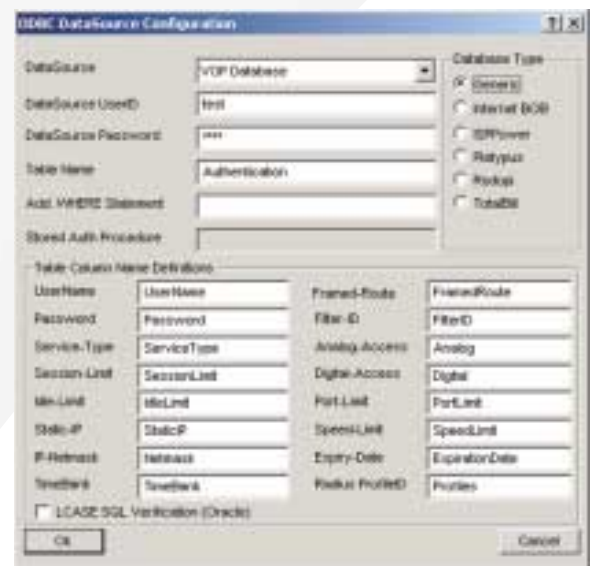 ODBC DataSource Configuration
DataSource
VOP Database
DataSource UserID
test
DataSource Password
****
Table Name
Authentication
Add. WHERE Statement
Stored Auth Procedure
Database Type
Generic
Internet BOB
ISPPower
Platypus
Rodopi
TotalBill
Table Column Name Definitions
UserName UserName
Password Password
Service-Type ServiceType
Session-Limit SessionLimit
Idle-Limit IdleLimit
Static-IP StaticIP
IP-Netmask Netmask
TimeBank TimeBank
Framed-Route FramedRoute
Filter-ID FilterID
Analog-Access Analog
Digital-Access Digital
Port-Limit PortLimit
Speed-Limit SpeedLimit
Expiry-Date ExpirationDate
Radius ProfileID Profiles
LCASE SQL Verification (Oracle)
Ok
Cancel